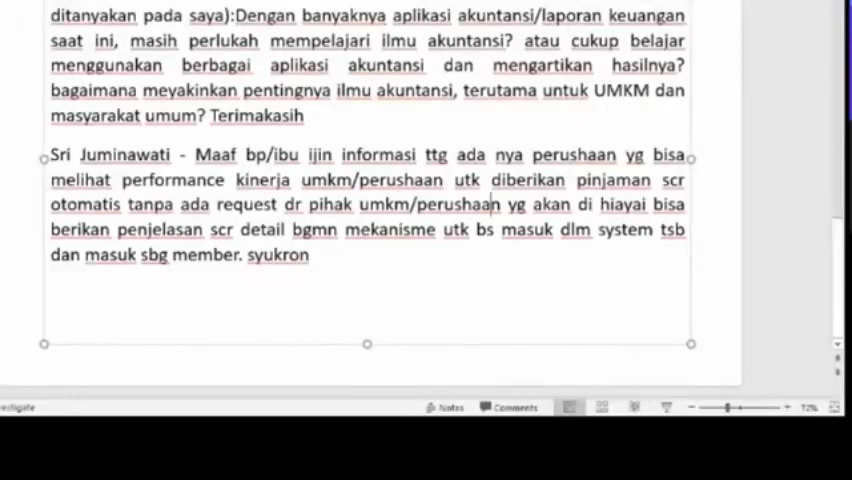 ditanyakan pada saya):Dengan banyaknya aplikasi akuntansi/laporan keuangan
saat ini, masih perlukah mempelajari ilmu akuntansi? atau cukup belajar
menggunakan berbagai aplikasi akuntansi dan mengartikan hasilnya?
bagaimana meyakinkan pentingnya ilmu akuntansi, terutama untuk UMKM dan
masyarakat umum? Terimakasih
Sri Juminawati - Maaf bp/ibu ijin informasi ttg ada nya perushaan yg bisa
melihat performance kinerja umkm/perushaan utk diberikan pinjaman scr
otomatis tanpa ada request dr pihak umkm/perushaan yg akan di hiayai bisa
berikan penjelasan scr detail bgmn mekanisme utk bs masuk dlm system tsb
dan masuk sbg member. syukron
Notes Comments 72%